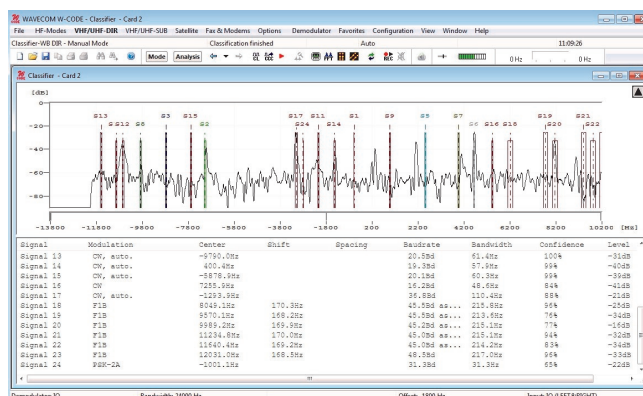 WAVECOM W-CODE - Classifier - Card 2
File HF-Modes VHF/UHF-DIR VHF/UHF-SUB Satellite Fax & Modems Options Demodulator Favorites Configuration View Window Help
Classifier-WB DIR - Manual Mode Classification finished Auto 11:09:26
Mode Analysis 0 Hz 0 Hz
Classifier - Card 2
[dB]
S13 S12 S8 S3 S15 S2 S17 S24 S11 S14 S1 S9 S5 S7 S6 S16 S18 S19 S20 S21 S22
0
-20
-40
-60
-80
-13800 -11800 -9800 -7800 -5800 -3800 -1800 200 2200 4200 6200 8200 10200 [Hz]
Signal Modulation Center Shift Spacing Baudrate Bandwidth Confidence Level
Signal 13 CW, auto. -9790.0Hz 20.5Bd 61.4Hz 100% -31dB
Signal 14 CW, auto. 400.4Hz 19.3Bd 57.9Hz 99% -40dB
Signal 15 CW, auto. -5878.9Hz 20.1Bd 60.3Hz 99% -39dB
Signal 16 CW 7255.9Hz 16.2Bd 48.6Hz 84% -41dB
Signal 17 CW, auto. -1293.9Hz 36.8Bd 110.4Hz 88% -21dB
Signal 18 F1B 8049.1Hz 170.3Hz 45.5Bd as... 215.8Hz 96% -25dB
Signal 19 F1B 9570.1Hz 168.2Hz 45.5Bd as... 213.6Hz 76% -34dB
Signal 20 F1B 9989.2Hz 169.9Hz 45.2Bd as... 215.1Hz 77% -16dB
Signal 21 F1B 11234.8Hz 170.0Hz 45.0Bd as... 215.1Hz 94% -32dB
Signal 22 F1B 11640.4Hz 169.2Hz 45.0Bd as... 214.2Hz 83% -34dB
Signal 23 F1B 12031.0Hz 168.5Hz 48.5Bd 217.0Hz 96% -33dB
Signal 24 PSK-2A -1001.1Hz 31.3Bd 31.3Hz 65% -22dB